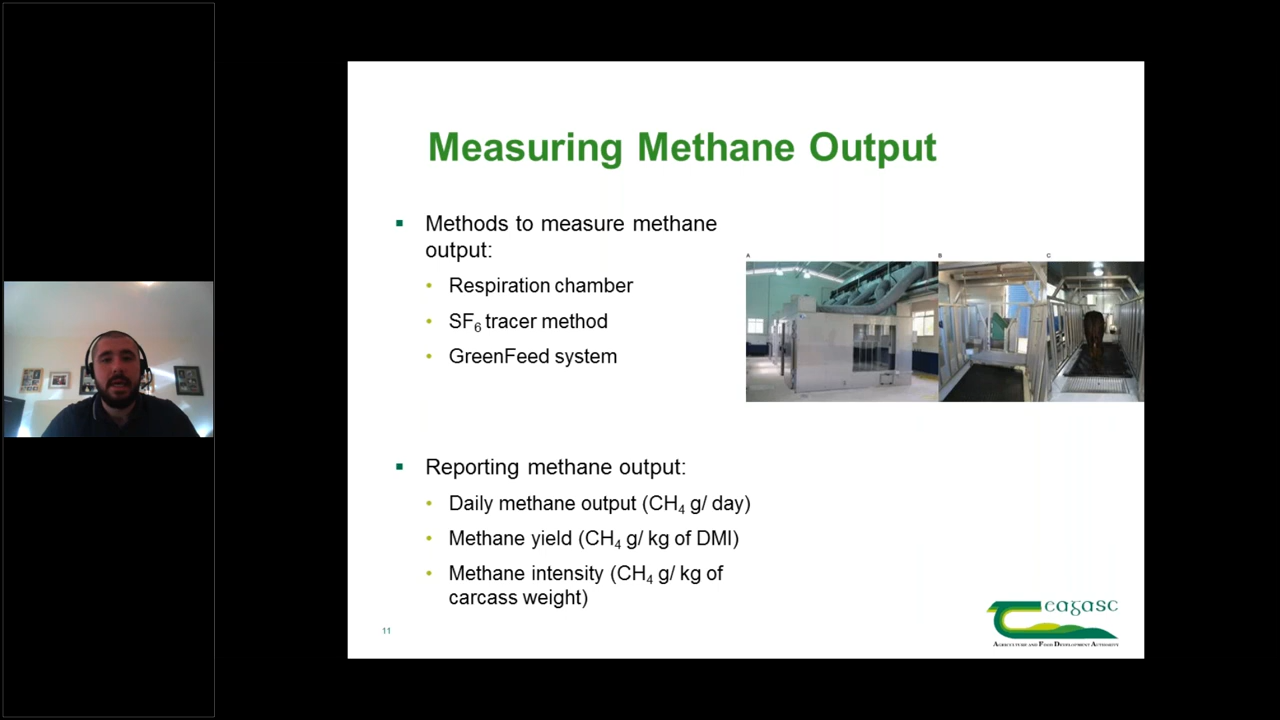 Measuring Methane Output
Methods to measure methane
output:
Respiration chamber
SF6 tracer method
GreenFeed system
A
B
C
Reporting methane output:
Daily methane output (CH4 g/ day)
Methane yield (CH4 g/ kg of DMI)
Methane intensity (CH4 g/ kg of
carcass weight)
11
Teagasc
AGRICULTURE AND FOOD DEVELOPMENT AUTHORITY